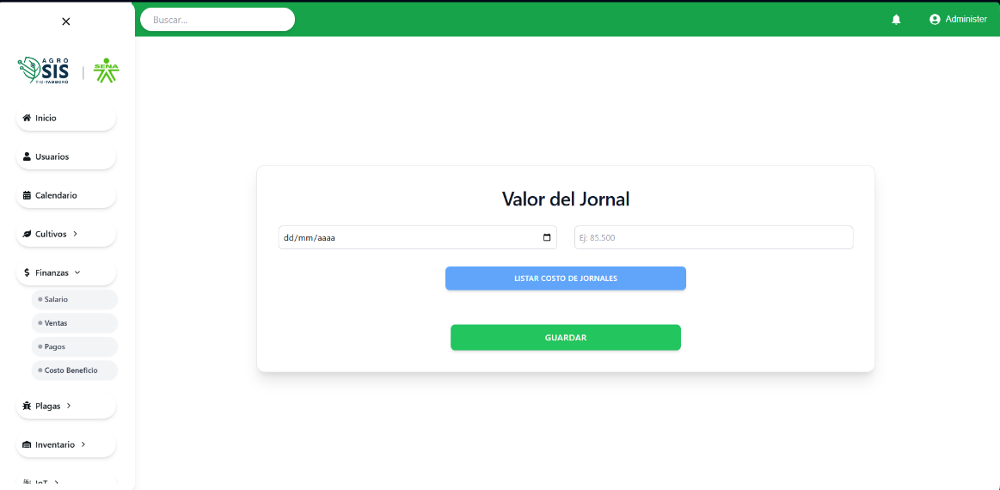 Buscar...
Administer
AGRO
SIS
TIC-YAMBORO
SENA
Inicio
Usuarios
Calendario
Cultivos
Finanzas
Salario
Ventas
Pagos
Costo Beneficio
Plagas
Inventario
IoT
Valor del Jornal
dd/mm/aaaa
Ej: 85.500
LISTAR COSTO DE JORNALES
GUARDAR